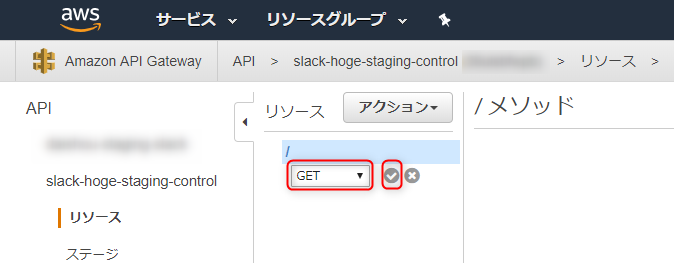 aws サービス リソースグループ
Amazon API Gateway API > slack-hoge-staging-control > リソース >
API
slack-hoge-staging-control
リソース
ステージ
リソース アクション
/
GET
/ メソッド